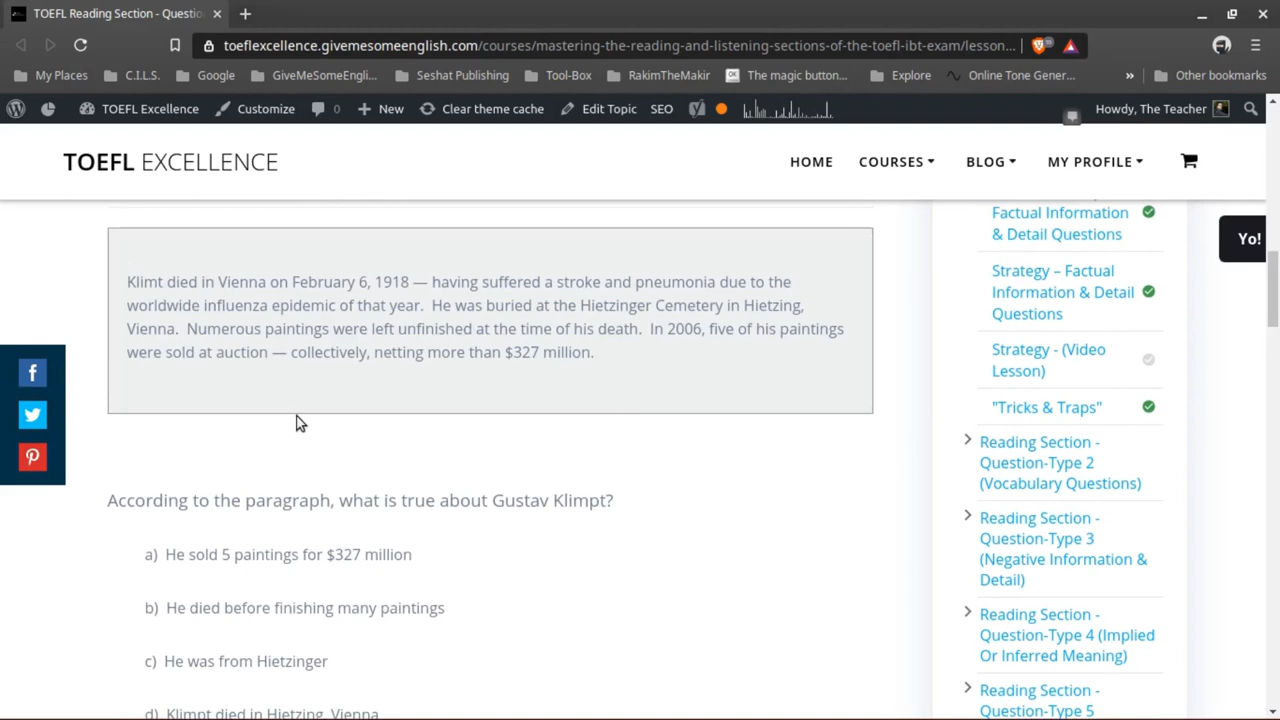 TOEFL Reading Section - Questio
toeflexcellence.givemesomeenglish.com/courses/mastering-the-reading-and-listening-sections-of-the-toefl-ibt-exam/lesson...
My Places
C.I.L.S.
Google
GiveMeSomeEngli...
Seshat Publishing
Tool-Box
RakimTheMakir
OK
The magic button...
Explore
Online Tone Gener...
»
Other bookmarks
TOEFL Excellence
Customize
0
New
Clear theme cache
Edit Topic
SEO
Howdy, The Teacher
TOEFL EXCELLENCE
HOME
COURSES
BLOG
MY PROFILE
Klimt died in Vienna on February 6, 1918 — having suffered a stroke and pneumonia due to the
worldwide influenza epidemic of that year. He was buried at the Hietzinger Cemetery in Hietzing,
Vienna. Numerous paintings were left unfinished at the time of his death. In 2006, five of his paintings
were sold at auction — collectively, netting more than $327 million.
According to the paragraph, what is true about Gustav Klimpt?
a) He sold 5 paintings for $327 million
b) He died before finishing many paintings
c) He was from Hietzinger
d) Klimpt died in Hietzing, Vienna
Factual Information
& Detail Questions
Strategy – Factual
Information & Detail
Questions
Strategy - (Video
Lesson)
"Tricks & Traps"
Reading Section -
Question-Type 2
(Vocabulary Questions)
Reading Section -
Question-Type 3
(Negative Information &
Detail)
Reading Section -
Question-Type 4 (Implied
Or Inferred Meaning)
Reading Section -
Question-Type 5
Yo!